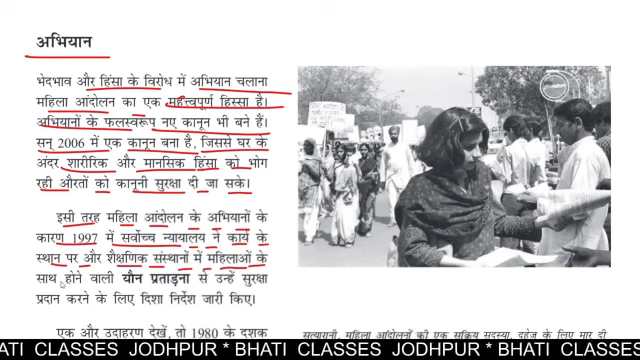 अभियान
भेदभाव और हिंसा के विरोध में अभियान चलाना
महिला आंदोलन का एक महत्त्वपूर्ण हिस्सा है।
अभियानों के फलस्वरूप नए कानून भी बने हैं।
सन् 2006 में एक कानून बना है, जिससे घर के
अंदर शारीरिक और मानसिक हिंसा को भोग
रही औरतों को कानूनी सुरक्षा दी जा सके।
इसी तरह महिला आंदोलन के अभियानों के
कारण 1997 में सर्वोच्च न्यायालय ने कार्य के
स्थान पर और शैक्षणिक संस्थानों में महिलाओं के
साथ होने वाली यौन प्रताड़ना से उन्हें सुरक्षा
प्रदान करने के लिए दिशा निर्देश जारी किए।
एक और उदाहरण देखें, तो 1980 के दशक
सत्यारानी, महिला आंदोलनों की एक सक्रिय सदस्या, दहेज के लिए मार दी
BHATI CLASSES JODHPUR * BHATI CLASSES JODHPUR * BHATI CLASSES